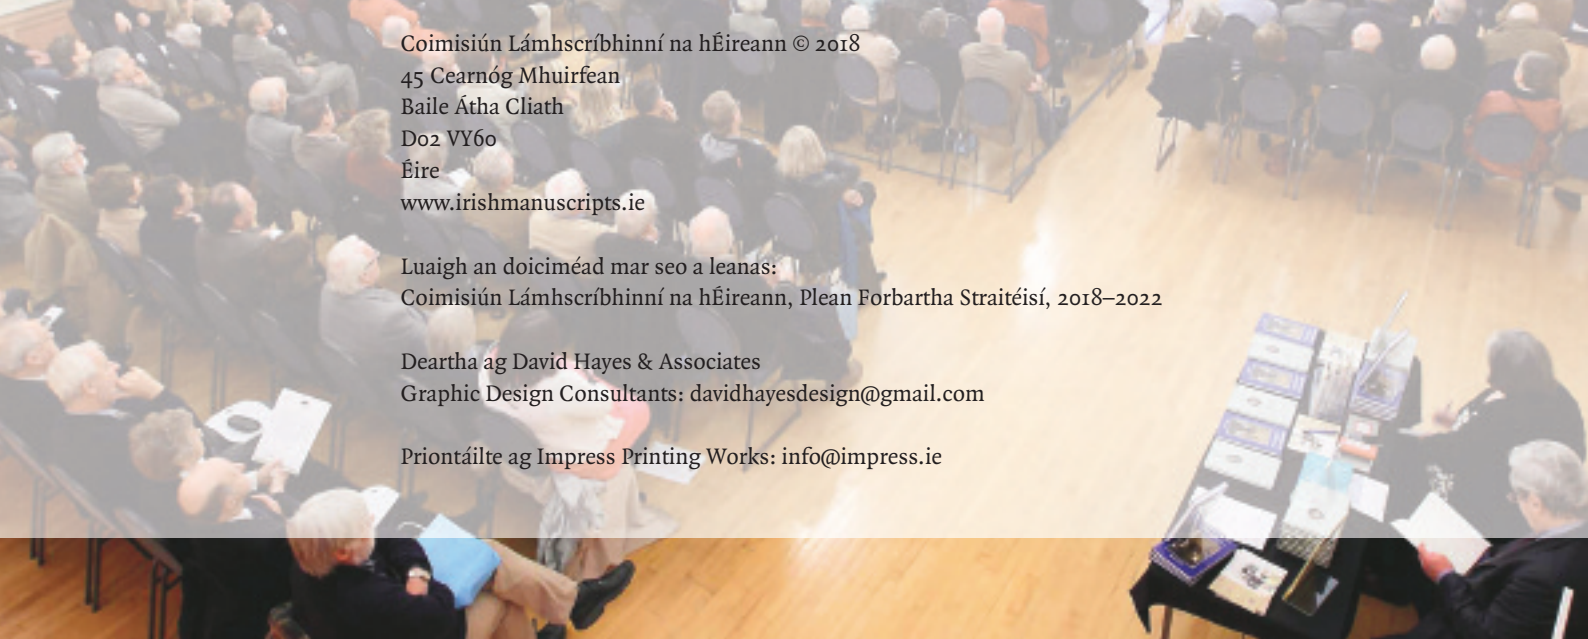 Coimisiún Lámhscríbhinní na hÉireann © 2018
45 Cearnóg Mhuirfean
Baile Átha Cliath
D02 VY60
Éire
www.irishmanuscripts.ie
Luaigh an doiciméad mar seo a leanas:
Coimisiún Lámhscríbhinní na hÉireann, Plean Forbartha Straitéisí, 2018–2022
Deartha ag David Hayes & Associates
Graphic Design Consultants: davidhayesdesign@gmail.com
Priontáilte ag Impress Printing Works: info@impress.ie